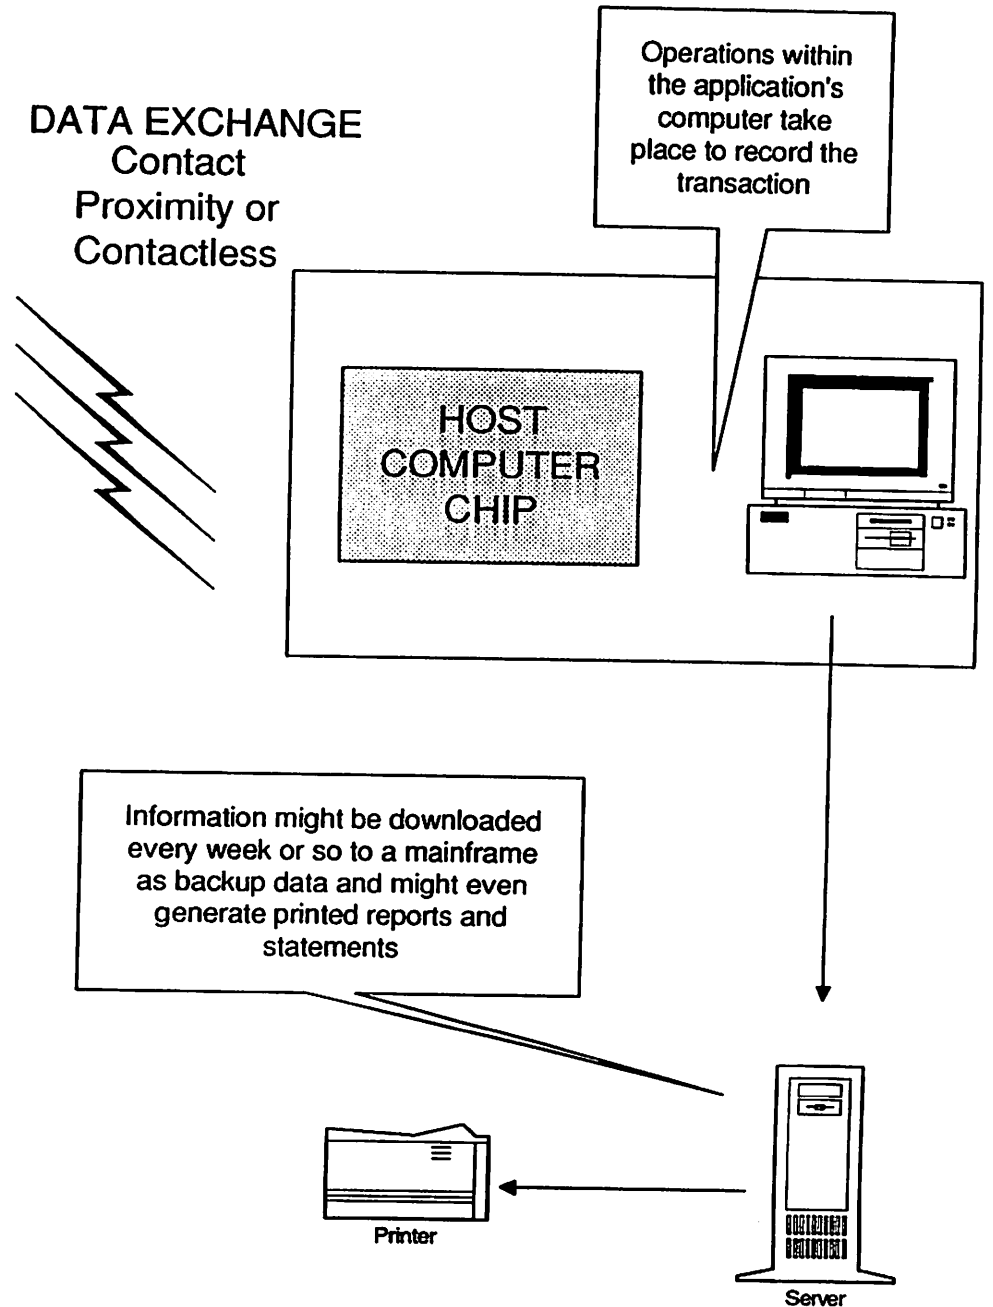 Operations within
the application's
computer take
place to record the
transaction
DATA EXCHANGE
Contact
Proximity or
Contactless
HOST
COMPUTER
CHIP
Information might be downloaded
every week or so to a mainframe
as backup data and might even
generate printed reports and
statements
Printer
Server